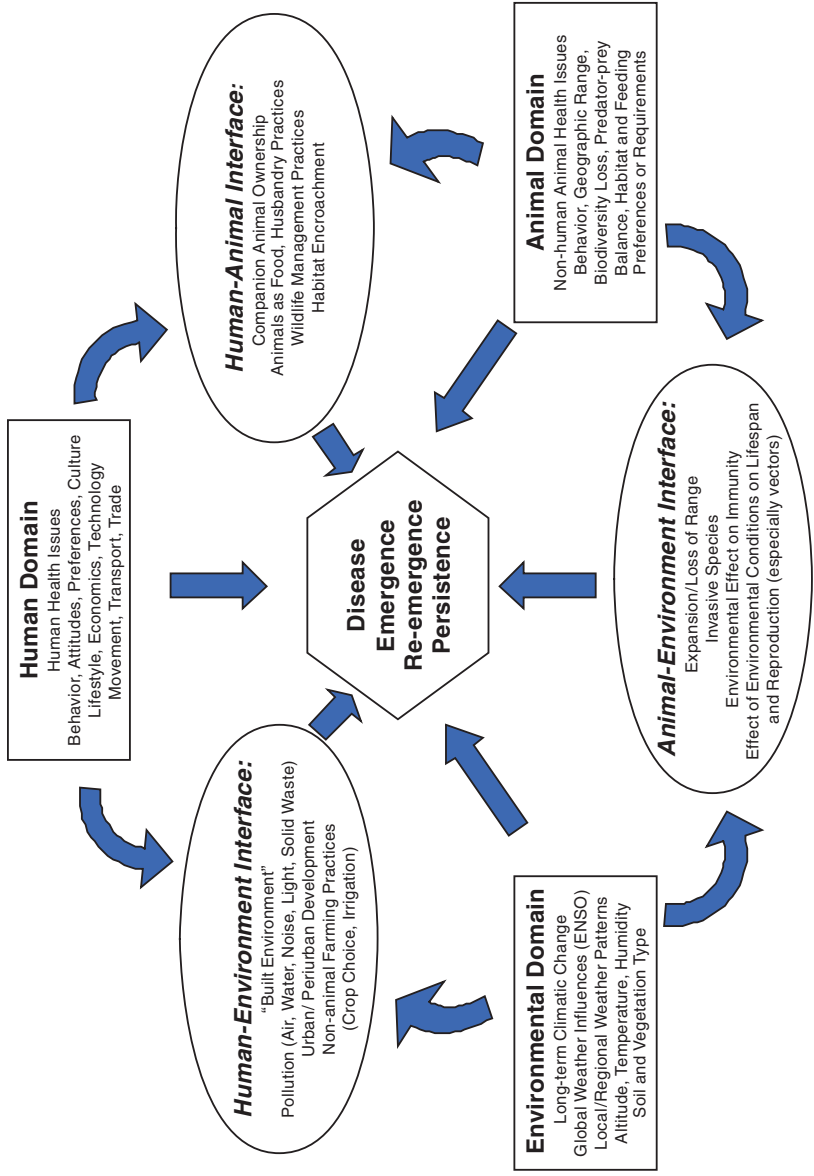 Human Domain
Human Health Issues
Behavior, Attitudes, Preferences, Culture
Lifestyle, Economics, Technology
Movement, Transport, Trade
Human-Environment Interface:
“Built Environment”
Pollution (Air, Water, Noise, Light, Solid Waste)
Urban/ Periurban Development
Non-animal Farming Practices
(Crop Choice, Irrigation)
Human-Animal Interface:
Companion Animal Ownership
Animals as Food, Husbandry Practices
Wildlife Management Practices
Habitat Encroachment
Disease
Emergence
Re-emergence
Persistence
Environmental Domain
Long-term Climatic Change
Global Weather Influences (ENSO)
Local/Regional Weather Patterns
Altitude, Temperature, Humidity
Soil and Vegetation Type
Animal-Environment Interface:
Expansion/Loss of Range
Invasive Species
Environmental Effect on Immunity
Effect of Environmental Conditions on Lifespan
and Reproduction (especially vectors)
Animal Domain
Non-human Animal Health Issues
Behavior, Geographic Range,
Biodiversity Loss, Predator-prey
Balance, Habitat and Feeding
Preferences or Requirements